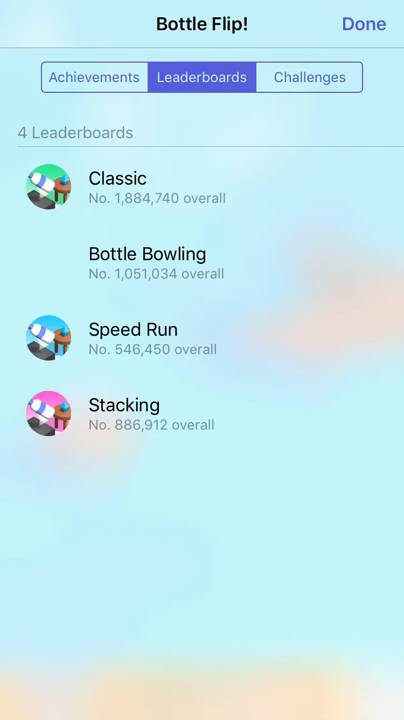 Bottle Flip!
Done
Achievements
Leaderboards
Challenges
4 Leaderboards
Classic
No. 1,884,740 overall
Bottle Bowling
No. 1,051,034 overall
Speed Run
No. 546,450 overall
Stacking
No. 886,912 overall